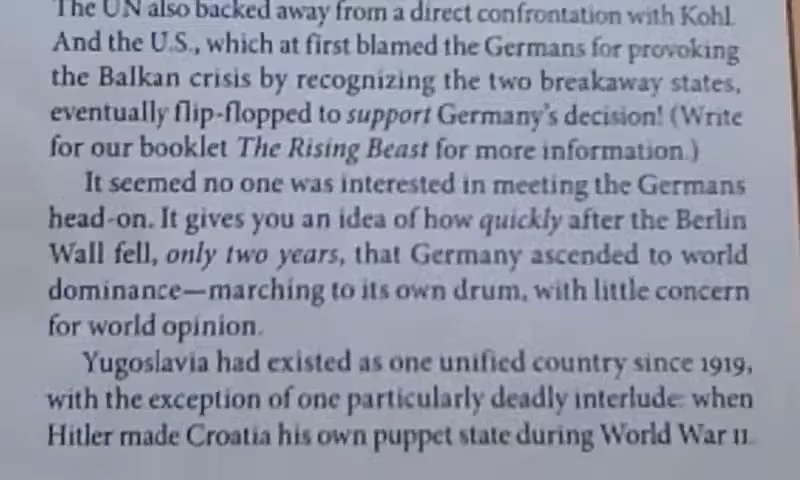 The UN also backed away from a direct confrontation with Kohl.
And the U.S., which at first blamed the Germans for provoking
the Balkan crisis by recognizing the two breakaway states,
eventually flip-flopped to support Germany's decision! (Write
for our booklet The Rising Beast for more information.)
It seemed no one was interested in meeting the Germans
head-on. It gives you an idea of how quickly after the Berlin
Wall fell, only two years, that Germany ascended to world
dominance—marching to its own drum, with little concern
for world opinion.
Yugoslavia had existed as one unified country since 1919,
with the exception of one particularly deadly interlude: when
Hitler made Croatia his own puppet state during World War II.